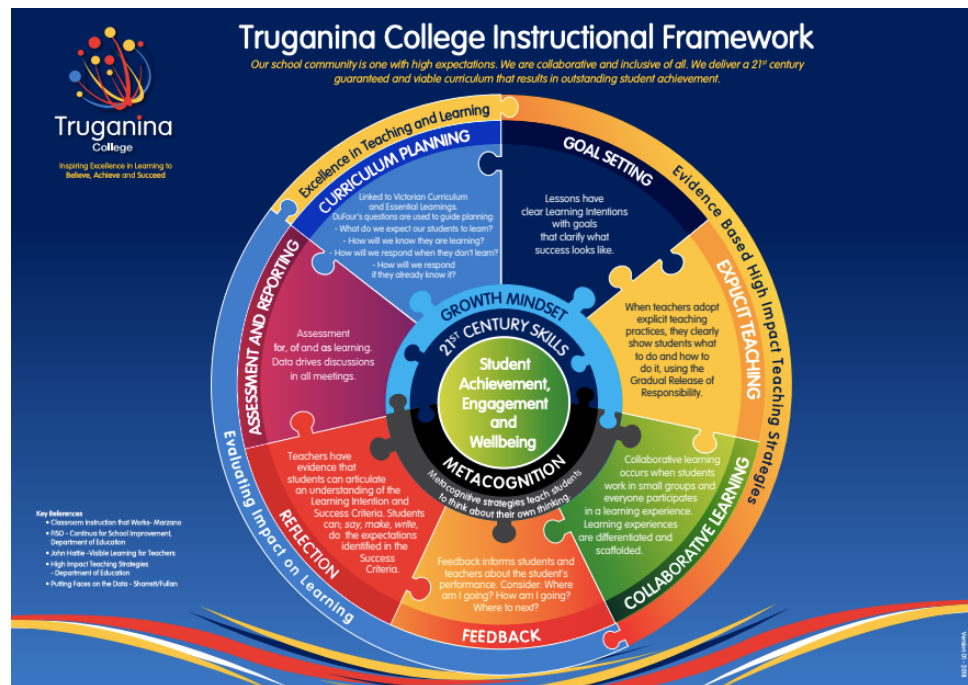 Truganina College Instructional Framework
Our school community is one with high expectations. We are collaborative and inclusive of all. We deliver a 21st century
guaranteed and viable curriculum that results in outstanding student achievement.
Truganina
College
Inspiring Excellence in Learning to
Believe, Achieve and Succeed
Excellence in Teaching and Learning
Evidence Based High Impact Teaching Strategies
Evaluating Impact on Learning
CURRICULUM PLANNING
Linked to Victorian Curriculum
and Essential Learnings.
DuFour's questions are used to guide planning:
- What do we expect our students to learn?
- How will we know they are learning?
- How will we respond when they don't learn?
- How will we respond
if they already know it?
GOAL SETTING
Lessons have
clear Learning Intentions
with goals
that clarify what
success looks like.
EXPLICIT TEACHING
When teachers adopt
explicit teaching
practices, they clearly
show students what
to do and how to
do it, using the
Gradual Release of
Responsibility.
COLLABORATIVE LEARNING
Collaborative learning
occurs when students
work in small groups and
everyone participates
in a learning experience.
Learning experiences
are differentiated and
scaffolded.
FEEDBACK
Feedback informs students and
teachers about the student's
performance. Consider: Where
am I going? How am I going?
Where to next?
REFLECTION
Teachers have
evidence that
students can articulate
an understanding of the
Learning Intention and
Success Criteria. Students
can; say, make, write,
do the expectations
identified in the
Success
Criteria.
ASSESSMENT AND REPORTING
Assessment
for, of and as learning.
Data drives discussions
in all meetings.
GROWTH MINDSET
21ST CENTURY SKILLS
Student
Achievement,
Engagement
and
Wellbeing
METACOGNITION
Metacognitive strategies teach students
to think about their own thinking.
Key References
• Classroom Instruction that Works- Marzano
• FISO - Continua for School Improvement,
Department of Education
• John Hattie -Visible Learning for Teachers
• High Impact Teaching Strategies
- Department of Education
• Putting Faces on the Data - Sharrett/Fullan
Version 01 - 2018